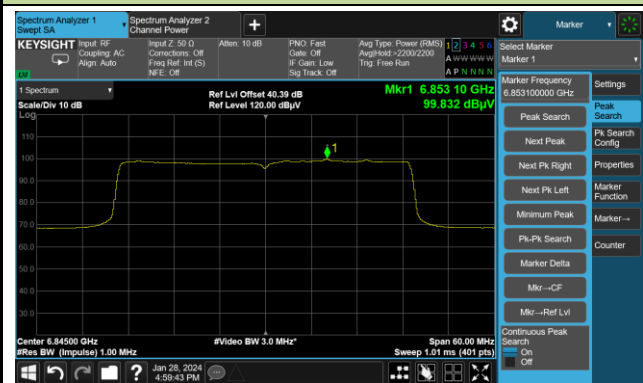 Spectrum Analyzer 1
Swept SA
Spectrum Analyzer 2
Channel Power
+
Marker
KEYSIGHT
Input: RF
Coupling: AC
Align: Auto
Input Z: 50 Ω
Corrections: Off
Freq Ref: Int (S)
NFE: Off
Atten: 10 dB
PNO: Fast
Gate: Off
IF Gain: Low
Sig Track: Off
Avg Type: Power (RMS)
Avg|Hold:>2200/2200
Trig: Free Run
1 2 3 4 5 6
A W W W W W
A P N N N N
LXI
Select Marker
Marker 1
1 Spectrum
Scale/Div 10 dB
Log
Ref Lvl Offset 40.39 dB
Ref Level 120.00 dBµV
Mkr1 6.853 10 GHz
99.832 dBµV
110
100
90.0
80.0
70.0
60.0
50.0
40.0
30.0
1
Center 6.84500 GHz
#Res BW (Impulse) 1.00 MHz
#Video BW 3.0 MHz*
Span 60.00 MHz
Sweep 1.01 ms (401 pts)
Marker Frequency
6.853100000 GHz
Peak Search
Next Peak
Next Pk Right
Next Pk Left
Minimum Peak
Pk-Pk Search
Marker Delta
Mkr→CF
Mkr→Ref Lvl
Continuous Peak
Search
On
Off
Settings
Peak
Search
Pk Search
Config
Properties
Marker
Function
Marker→
Counter
?
Jan 28, 2024
4:59:43 PM